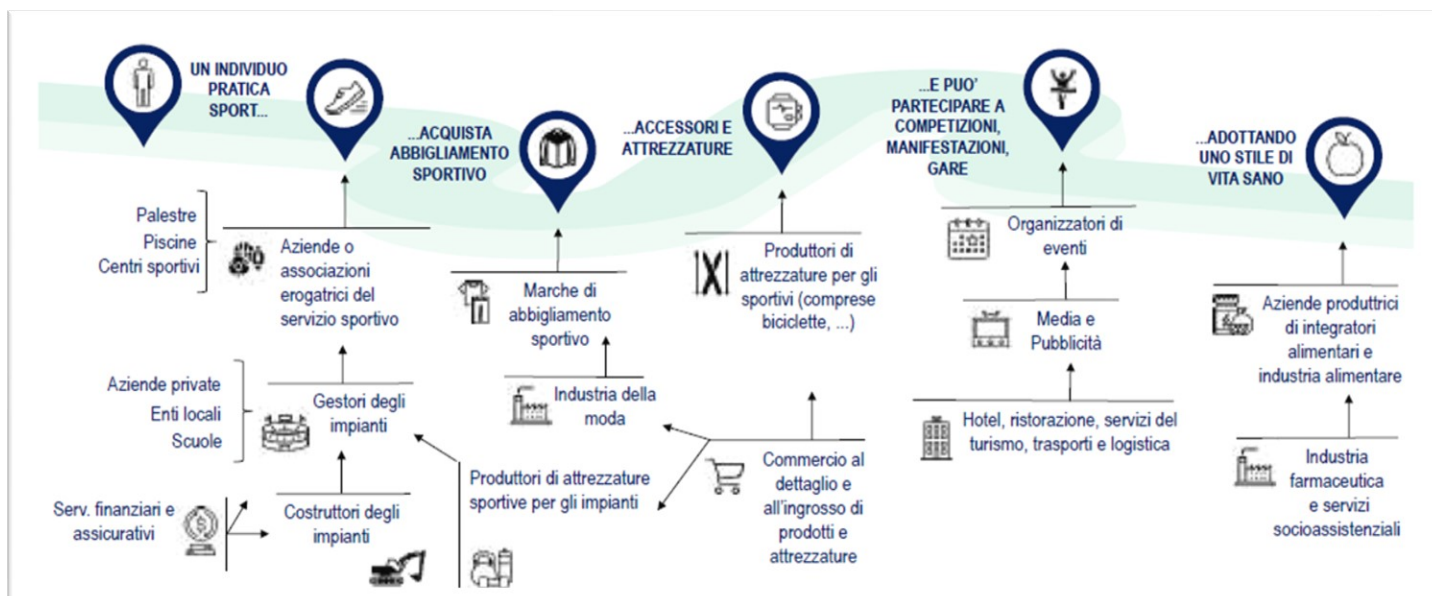 UN INDIVIDUO
PRATICA
SPORT...
...ACQUISTA
ABBIGLIAMENTO
SPORTIVO
...ACCESSORI E
ATTREZZATURE
...E PUO'
PARTECIPARE A
COMPETIZIONI,
MANIFESTAZIONI,
GARE
...ADOTTANDO
UNO STILE DI
VITA SANO
Palestre
Piscine
Centri sportivi
Aziende o
associazioni
erogatrici del
servizio sportivo
Aziende private
Enti locali
Scuole
Gestori degli
impianti
Serv. finanziari e
assicurativi
Costruttori degli
impianti
Produttori di attrezzature
sportive per gli impianti
Marche di
abbigliamento
sportivo
Industria della
moda
Produttori di
attrezzature per gli
sportivi (comprese
biciclette, ...)
Commercio al
dettaglio e
all'ingrosso di
prodotti e
attrezzature
Organizzatori di
eventi
Media e
Pubblicità
Hotel, ristorazione, servizi del
turismo, trasporti e logistica
Aziende produttrici
di integratori
alimentari e
industria alimentare
Industria
farmaceutica
e servizi
socioassistenziali